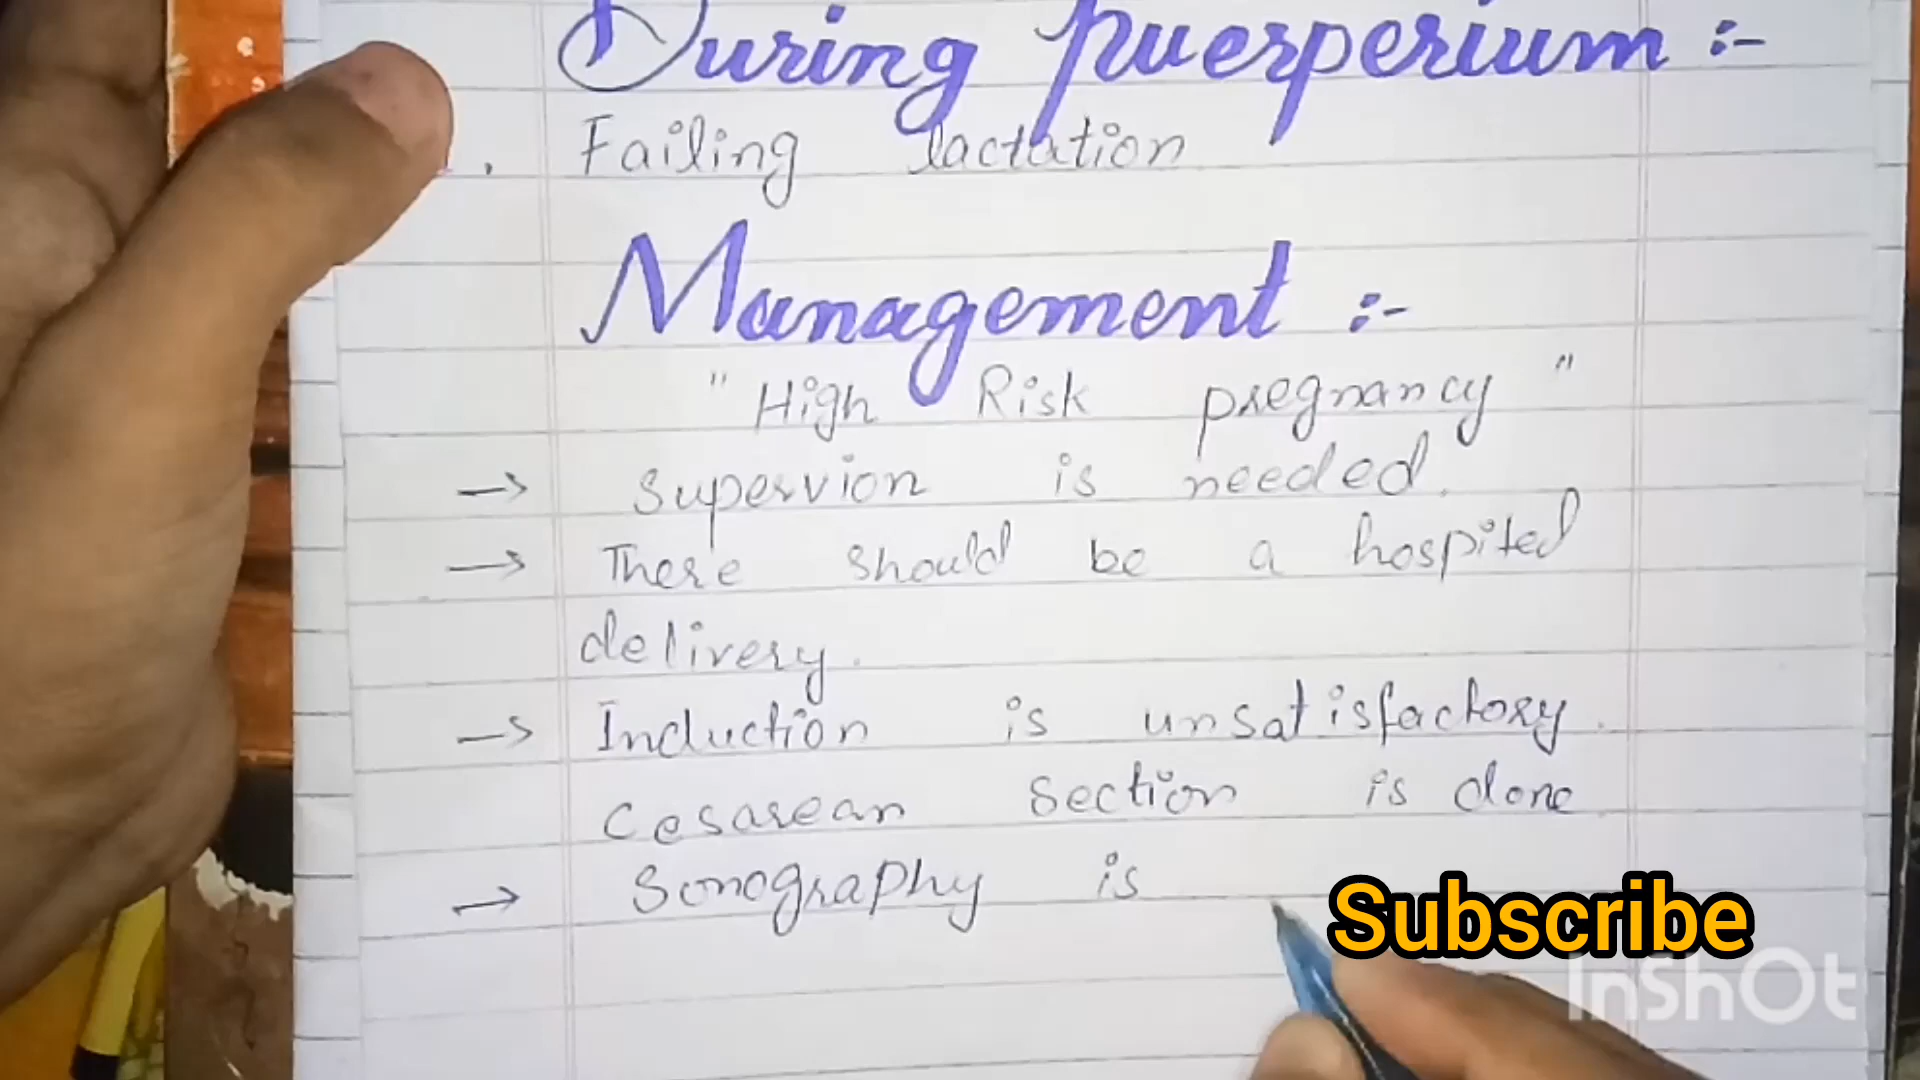 During puerperium :-
. Failing lactation
Management :-
" High Risk pregnancy "
→ Supervion is needed.
→ There should be a hospited
delivery.
→ Induction is unsatisfactory.
Cesarean section is done
→ Sonography is
Subscribe
InShOt